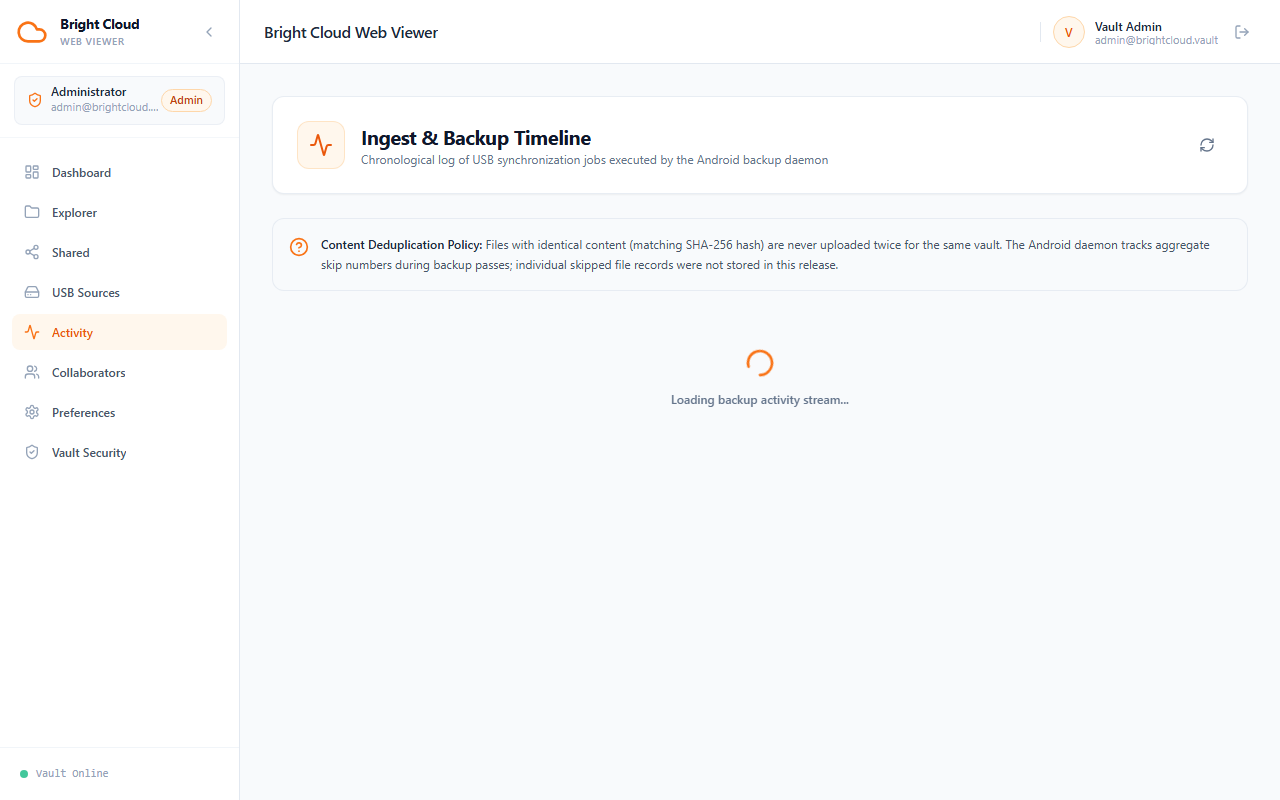 Bright Cloud
WEB VIEWER
Administrator
admin@brightcloud....
Admin
Dashboard
Explorer
Shared
USB Sources
Activity
Collaborators
Preferences
Vault Security
Vault Online
Bright Cloud Web Viewer
V
Vault Admin
admin@brightcloud.vault
Ingest & Backup Timeline
Chronological log of USB synchronization jobs executed by the Android backup daemon
Content Deduplication Policy: Files with identical content (matching SHA-256 hash) are never uploaded twice for the same vault. The Android daemon tracks aggregate
skip numbers during backup passes; individual skipped file records were not stored in this release.
Loading backup activity stream...